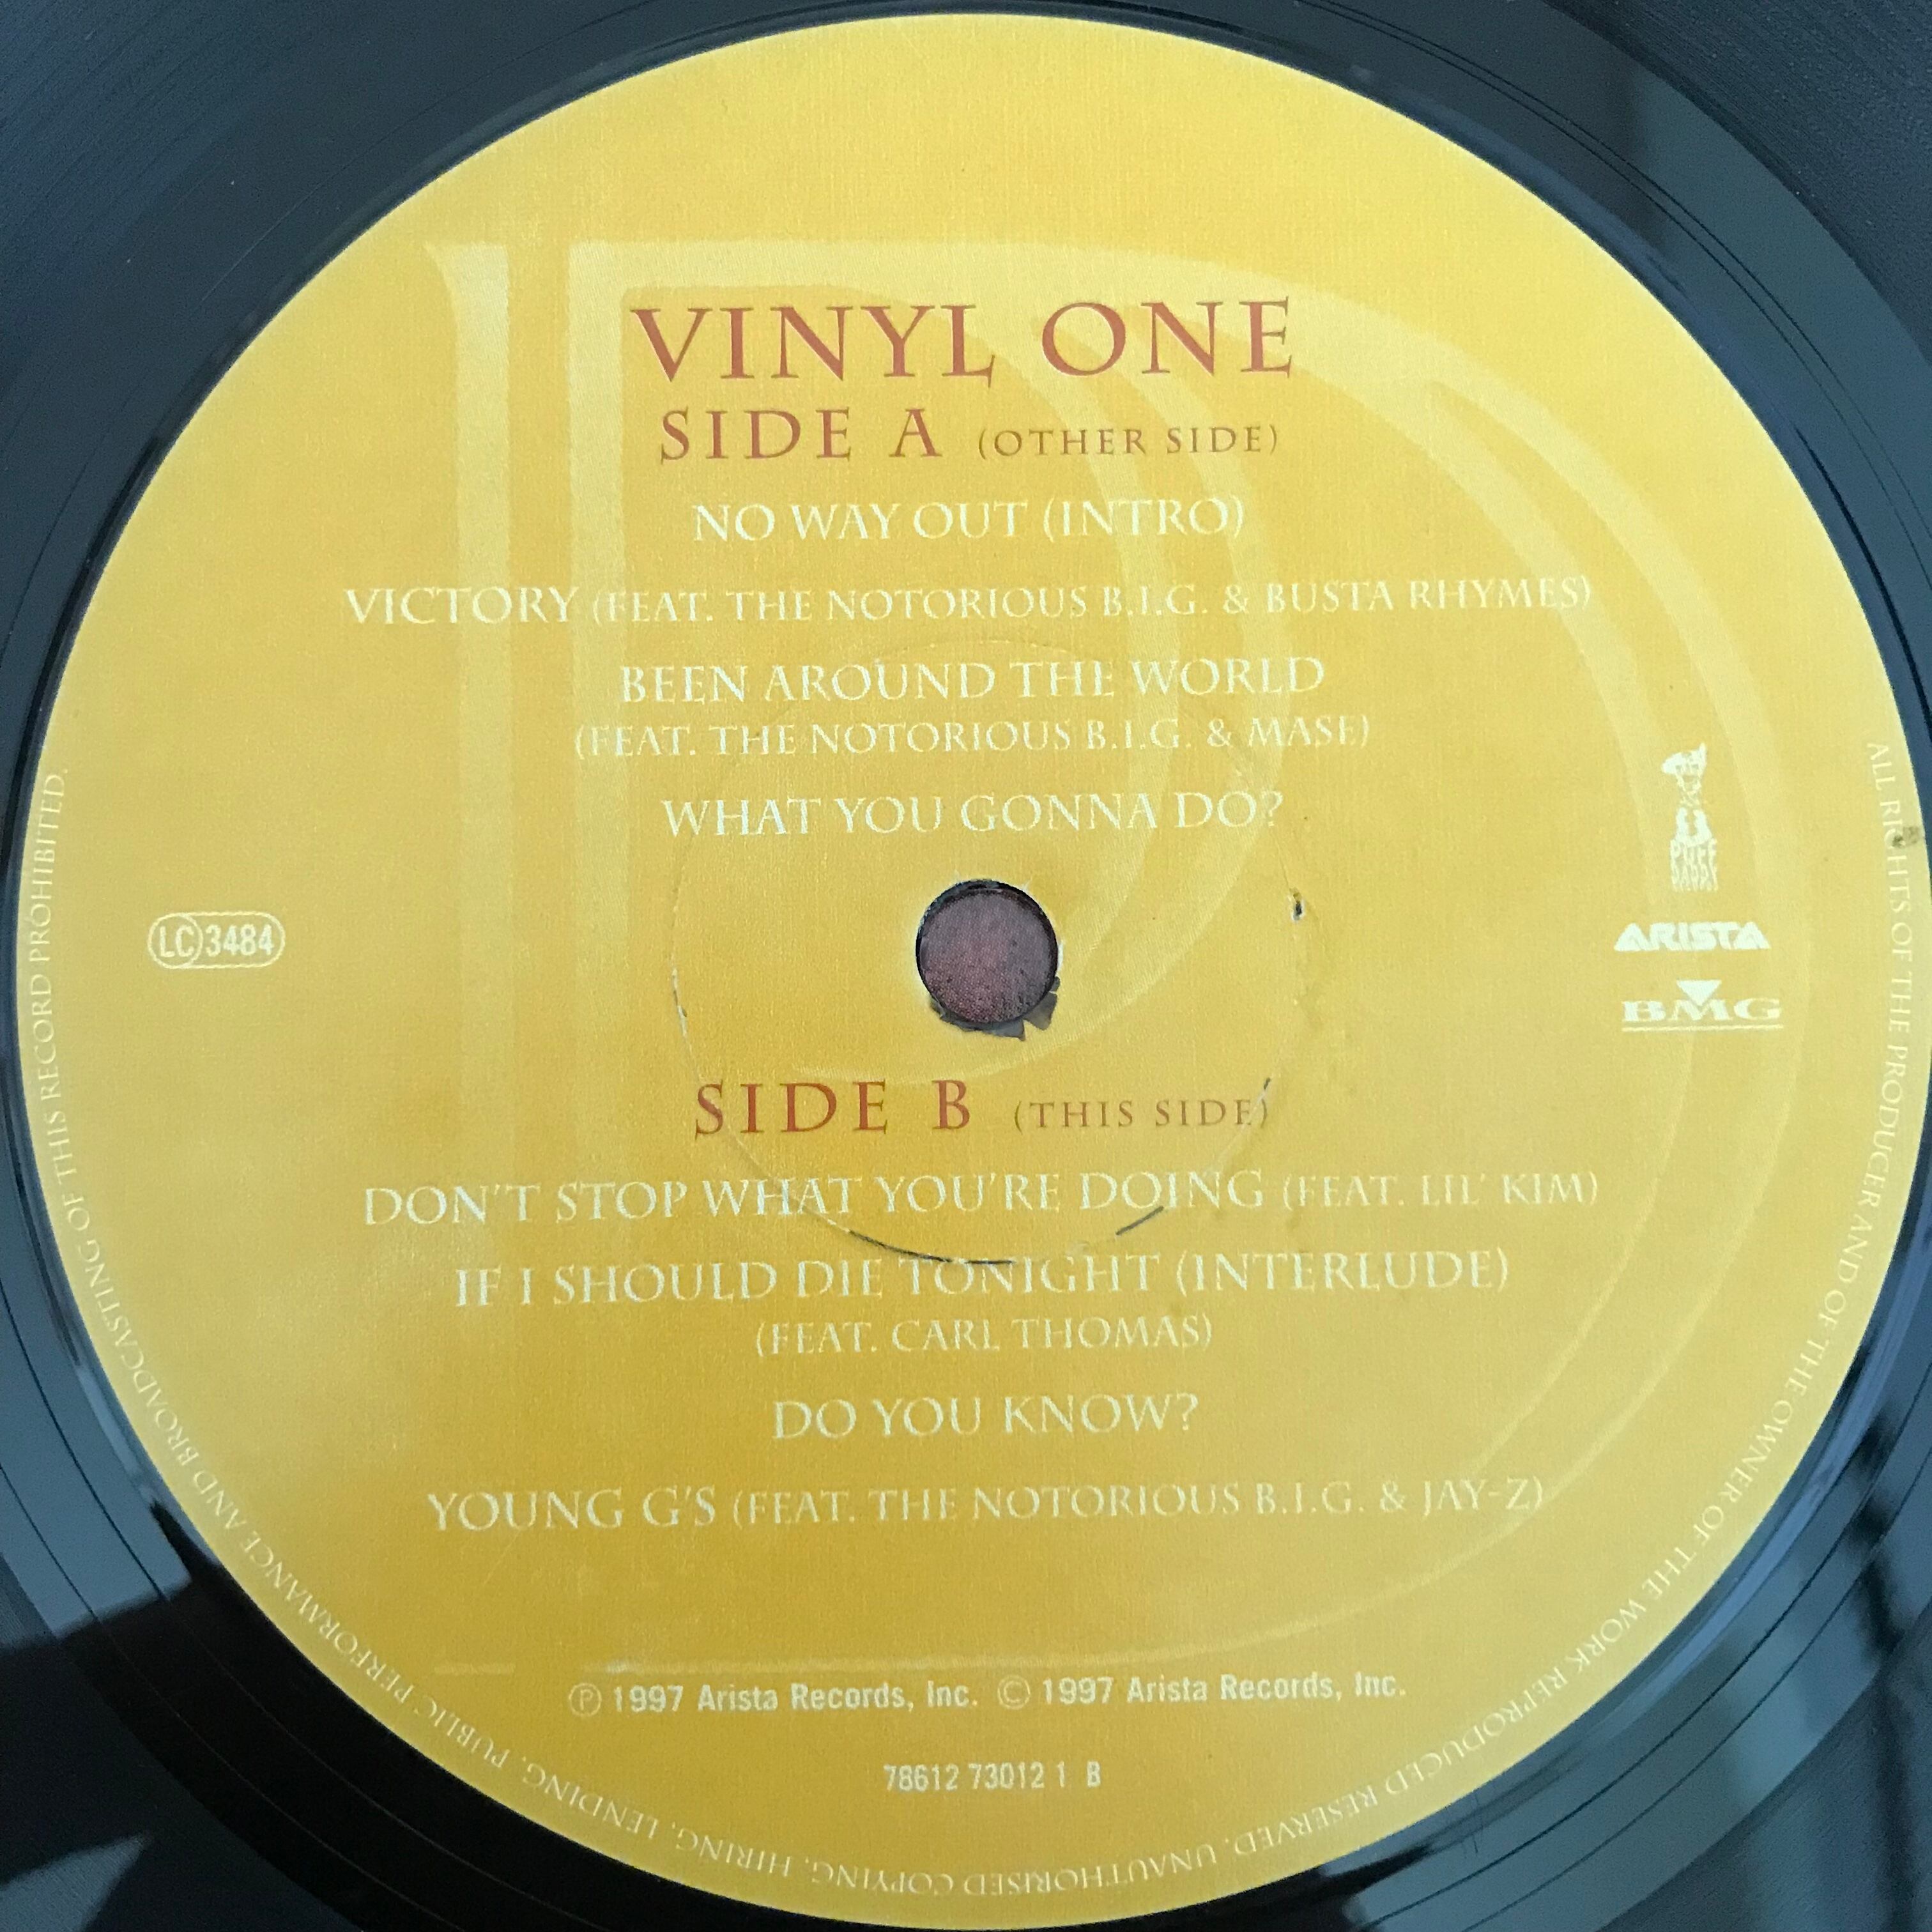 VINYL ONE
SIDE A (OTHER SIDE)
NO WAY OUT (INTRO)
VICTORY (FEAT. THE NOTORIOUS B.I.G. & BUSTA RHYMES)
BEEN AROUND THE WORLD
(FEAT. THE NOTORIOUS B.I.G. & MASE)
WHAT YOU GONNA DO?
PUFF
DADDY
LC 3484
ARISTA
BMG
SIDE B (THIS SIDE)
DON'T STOP WHAT YOU'RE DOING (FEAT. LIL' KIM)
IF I SHOULD DIE TONIGHT (INTERLUDE)
(FEAT. CARL THOMAS)
DO YOU KNOW?
YOUNG G'S (FEAT. THE NOTORIOUS B.I.G. & JAY-Z)
℗ 1997 Arista Records, Inc. © 1997 Arista Records, Inc.
78612 73012 1 B
ALL RIGHTS OF THE PRODUCER AND OF THE OWNER OF THE WORK REPRODUCED RESERVED. UNAUTHORISED COPYING, HIRING, LENDING, PUBLIC PERFORMANCE AND BROADCASTING OF THIS RECORD PROHIBITED.